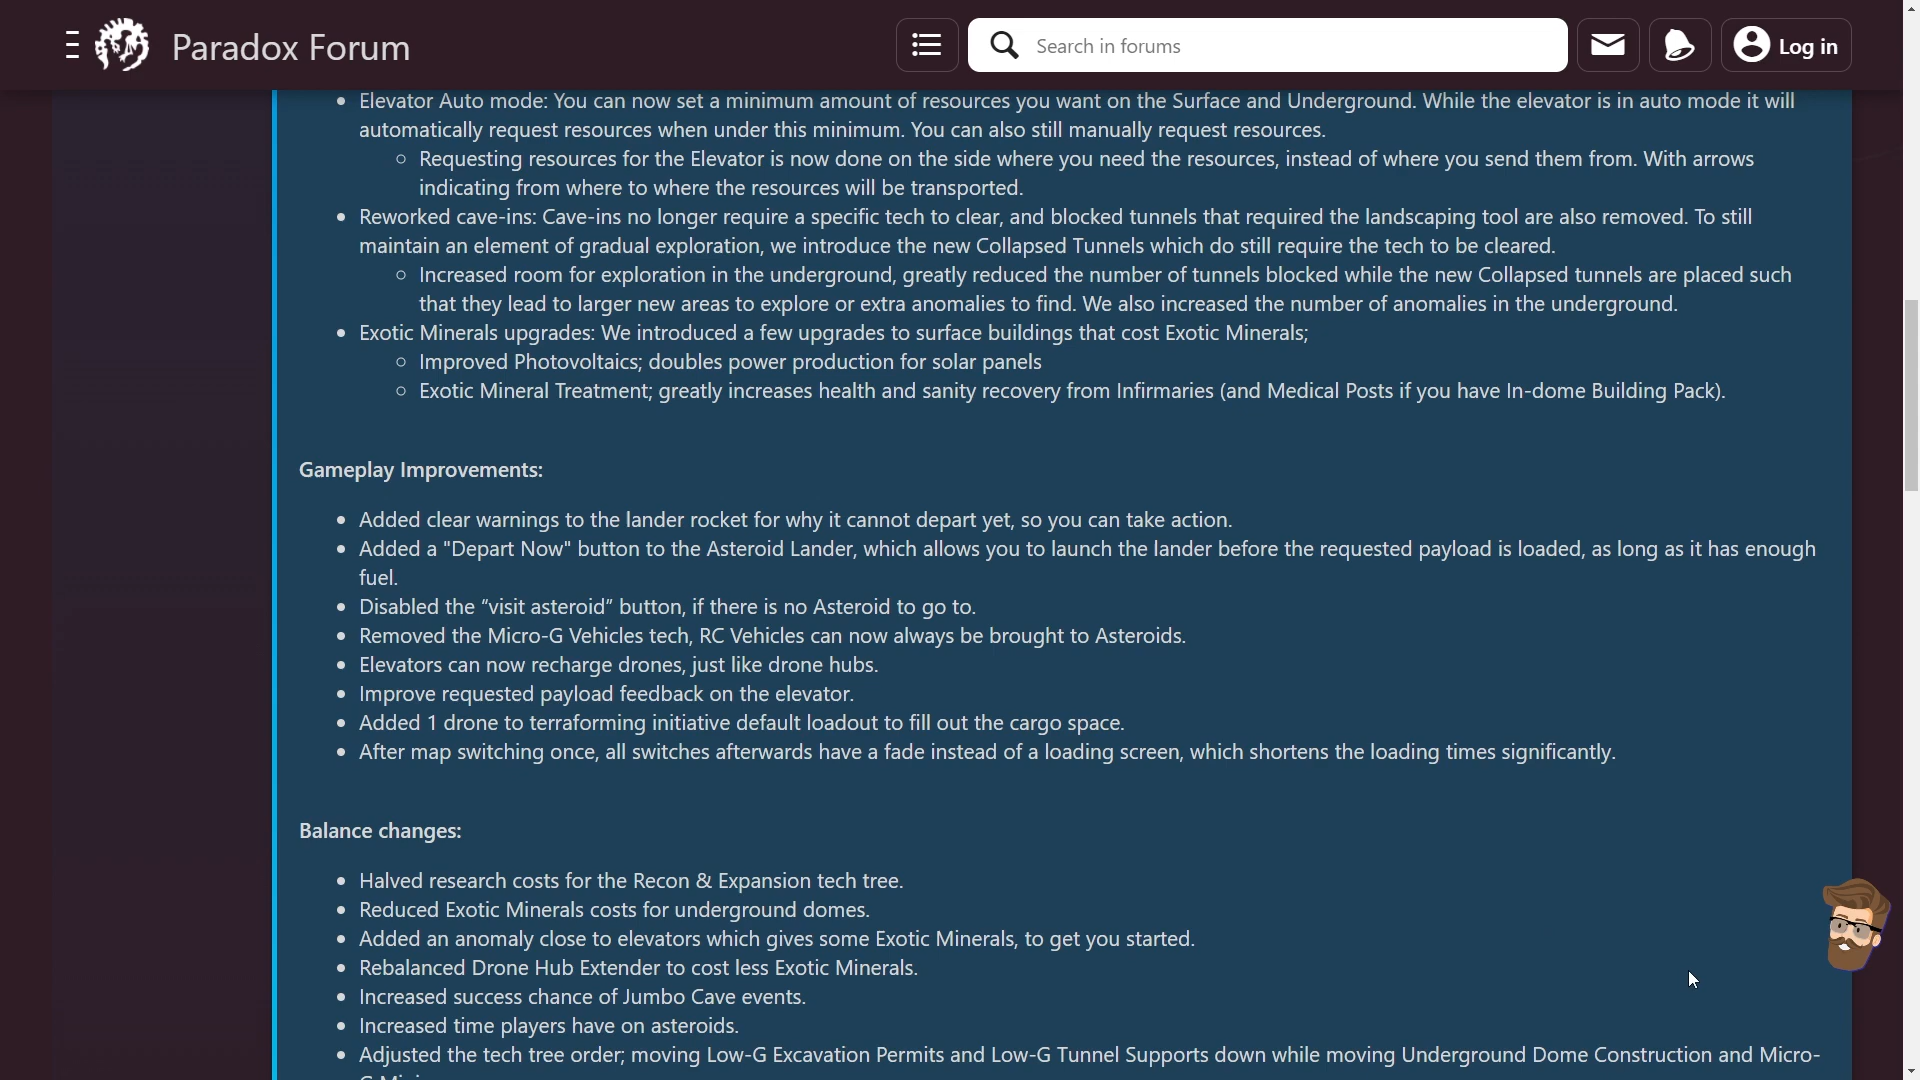 Paradox Forum
Search in forums
Log in
• Elevator Auto mode: You can now set a minimum amount of resources you want on the Surface and Underground. While the elevator is in auto mode it will
automatically request resources when under this minimum. You can also still manually request resources.
○ Requesting resources for the Elevator is now done on the side where you need the resources, instead of where you send them from. With arrows
indicating from where to where the resources will be transported.
• Reworked cave-ins: Cave-ins no longer require a specific tech to clear, and blocked tunnels that required the landscaping tool are also removed. To still
maintain an element of gradual exploration, we introduce the new Collapsed Tunnels which do still require the tech to be cleared.
○ Increased room for exploration in the underground, greatly reduced the number of tunnels blocked while the new Collapsed tunnels are placed such
that they lead to larger new areas to explore or extra anomalies to find. We also increased the number of anomalies in the underground.
• Exotic Minerals upgrades: We introduced a few upgrades to surface buildings that cost Exotic Minerals;
○ Improved Photovoltaics; doubles power production for solar panels
○ Exotic Mineral Treatment; greatly increases health and sanity recovery from Infirmaries (and Medical Posts if you have In-dome Building Pack).
Gameplay Improvements:
• Added clear warnings to the lander rocket for why it cannot depart yet, so you can take action.
• Added a "Depart Now" button to the Asteroid Lander, which allows you to launch the lander before the requested payload is loaded, as long as it has enough
fuel.
• Disabled the “visit asteroid” button, if there is no Asteroid to go to.
• Removed the Micro-G Vehicles tech, RC Vehicles can now always be brought to Asteroids.
• Elevators can now recharge drones, just like drone hubs.
• Improve requested payload feedback on the elevator.
• Added 1 drone to terraforming initiative default loadout to fill out the cargo space.
• After map switching once, all switches afterwards have a fade instead of a loading screen, which shortens the loading times significantly.
Balance changes:
• Halved research costs for the Recon & Expansion tech tree.
• Reduced Exotic Minerals costs for underground domes.
• Added an anomaly close to elevators which gives some Exotic Minerals, to get you started.
• Rebalanced Drone Hub Extender to cost less Exotic Minerals.
• Increased success chance of Jumbo Cave events.
• Increased time players have on asteroids.
• Adjusted the tech tree order; moving Low-G Excavation Permits and Low-G Tunnel Supports down while moving Underground Dome Construction and Micro-